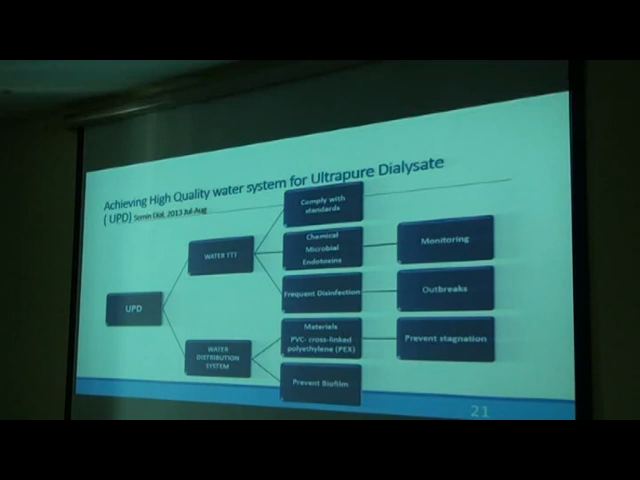 Achieving High Quality water system for Ultrapure Dialysate
( UPD) Semin Dial, 2013 Jul-Aug
Comply with
standards
WATER TTT
Chemical
Microbial
Endotoxins
Monitoring
Frequent Disinfection
Outbreaks
UPD
Materials
PVC- cross-linked
polyethylene (PEX)
Prevent stagnation
WATER
DISTRIBUTION
SYSTEM
Prevent Biofilm
21